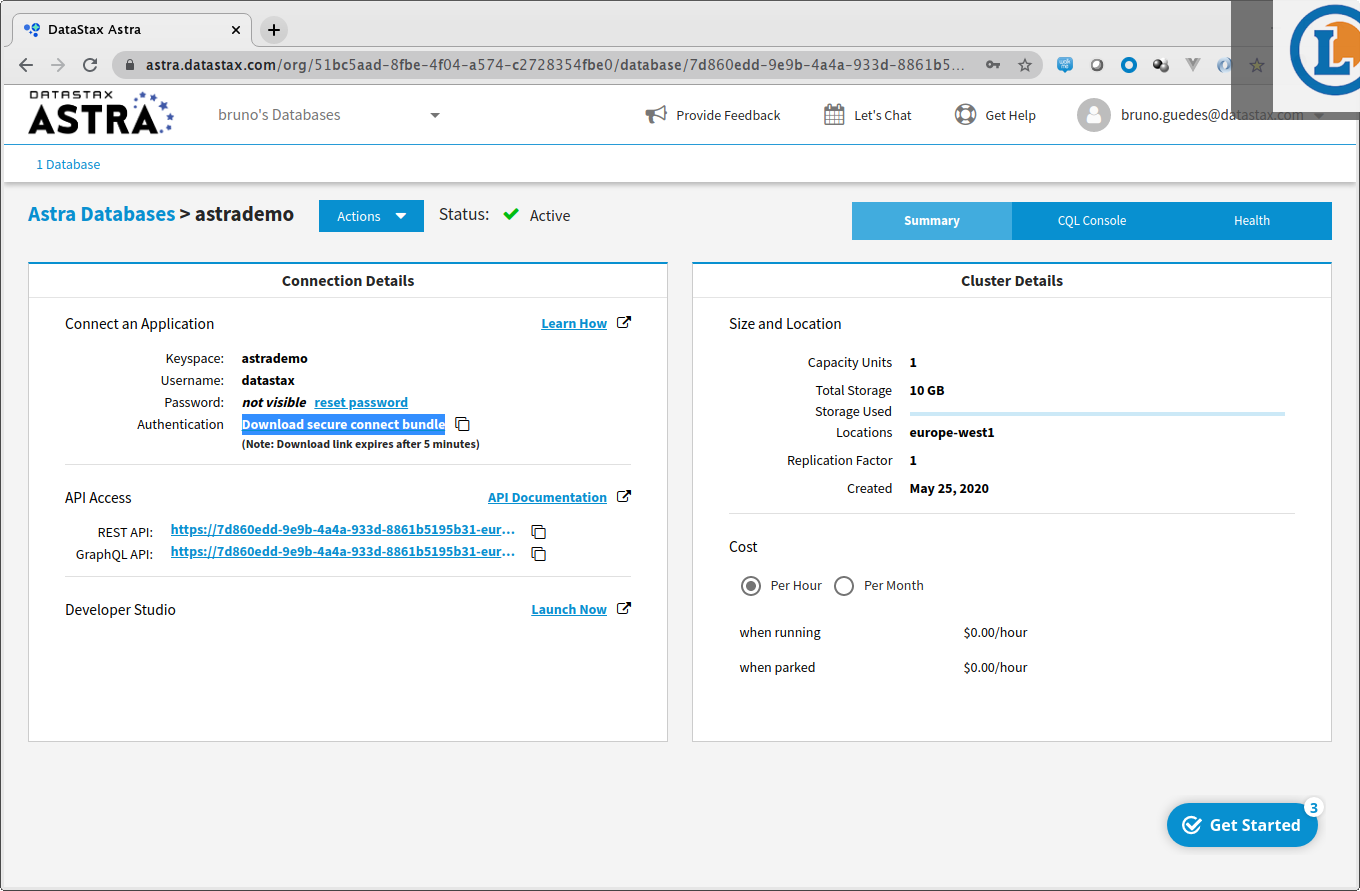 DataStax Astra
astra.datastax.com/org/51bc5aad-8fbe-4f04-a574-c2728354fbe0/database/7d860edd-9e9b-4a4a-933d-8861b5...
DATASTAX
ASTRA
bruno's Databases
Provide Feedback
Let's Chat
Get Help
bruno.guedes@datastax.com
L
1 Database
Astra Databases > astrademo
Actions
Status: Active
Summary
CQL Console
Health
Connection Details
Connect an Application
Learn How
Keyspace: astrademo
Username: datastax
Password: not visible reset password
Authentication Download secure connect bundle
(Note: Download link expires after 5 minutes)
API Access
API Documentation
REST API: https://7d860edd-9e9b-4a4a-933d-8861b5195b31-eur...
GraphQL API: https://7d860edd-9e9b-4a4a-933d-8861b5195b31-eur...
Developer Studio
Launch Now
Cluster Details
Size and Location
Capacity Units 1
Total Storage 10 GB
Storage Used
Locations europe-west1
Replication Factor 1
Created May 25, 2020
Cost
Per Hour
Per Month
when running $0.00/hour
when parked $0.00/hour
3
Get Started